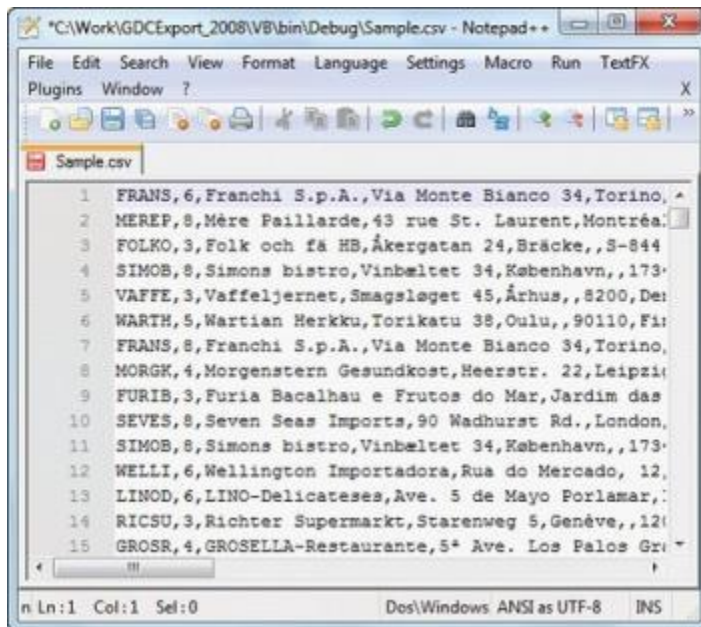 *C:\Work\GDCExport_2008\VB\bin\Debug\Sample.csv - Notepad++
File Edit Search View Format Language Settings Macro Run TextFX
Plugins Window ? X
Sample.csv
1 FRANS,6,Franchi S.p.A.,Via Monte Bianco 34,Torino,
2 MEREP,8,Mère Paillarde,43 rue St. Laurent,Montréa
3 FOLKO,3,Folk och fä HB,Åkergatan 24,Bräcke,,S-844
4 SIMOB,8,Simons bistro,Vinbæltet 34,København,,173
5 VAFFE,3,Vaffeljernet,Smagsløget 45,Århus,,8200,De
6 WARTH,5,Wartian Herkku,Torikatu 38,Oulu,,90110,Fi
7 FRANS,8,Franchi S.p.A.,Via Monte Bianco 34,Torino,
8 MORGK,4,Morgenstern Gesundkost,Heerstr. 22,Leipzi
9 FURIB,3,Furia Bacalhau e Frutos do Mar,Jardim das
10 SEVES,8,Seven Seas Imports,90 Wadhurst Rd.,London,
11 SIMOB,8,Simons bistro,Vinbæltet 34,København,,173
12 WELLI,6,Wellington Importadora,Rua do Mercado, 12,
13 LINOD,6,LINO-Delicateses,Ave. 5 de Mayo Porlamar,
14 RICSU,3,Richter Supermarkt,Starenweg 5,Genève,,12
15 GROSR,4,GROSELLA-Restaurante,5ª Ave. Los Palos Gr
n Ln:1 Col:1 Sel:0 Dos\Windows ANSI as UTF-8 INS